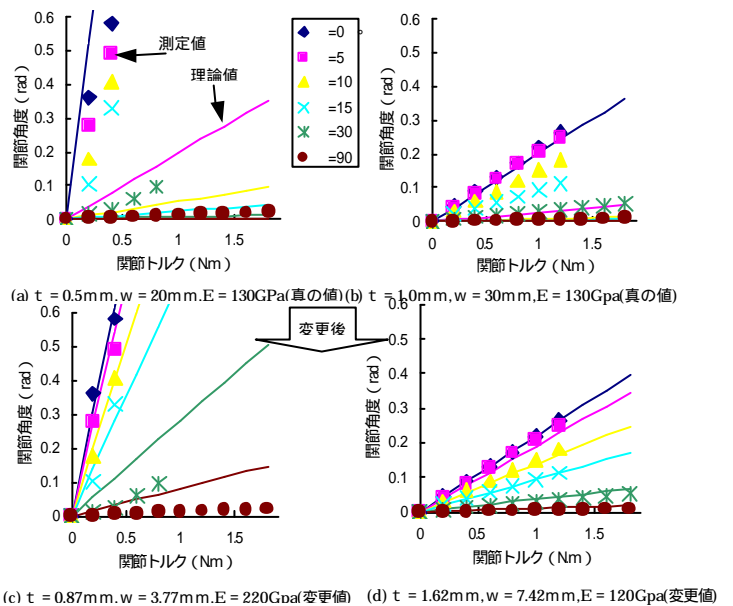 0.6
0.5
0.4
0.3
0.2
0.1
0
0 0.5 1 1.5
関節角度 ( rad )
関節トルク ( Nm )
測定値
理論値
=0 °
=5
=10
=15
=30
=90
0.6
0.5
0.4
0.3
0.2
0.1
0
0 0.5 1 1.5
関節角度 ( rad )
関節トルク ( Nm )
(a) t = 0.5mm,w = 20mm,E = 130GPa(真の値)
(b) t = 1.0mm,w = 30mm,E = 130Gpa(真の値)
変更後
0.6
0.5
0.4
0.3
0.2
0.1
0
0 0.5 1 1.5
関節角度 ( rad )
関節トルク ( Nm )
0.6
0.5
0.4
0.3
0.2
0.1
0
0 0.5 1 1.5
関節角度 ( rad )
関節トルク ( Nm )
(c) t = 0.87mm,w = 3.77mm,E = 220Gpa(変更値)
(d) t = 1.62mm,w = 7.42mm,E = 120Gpa(変更値)